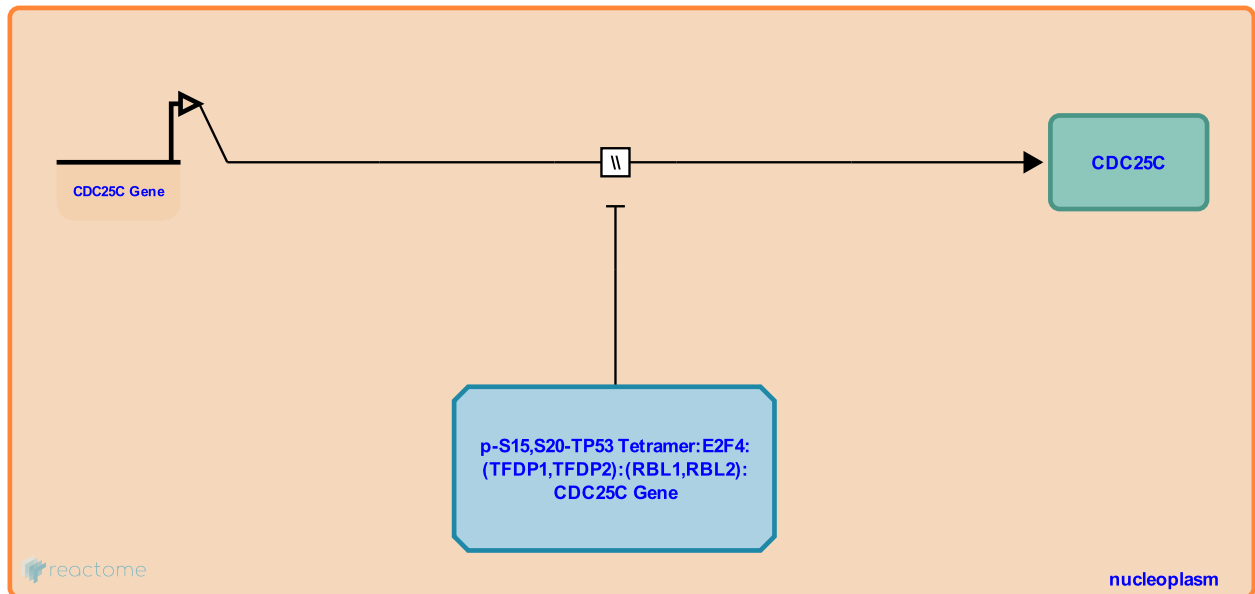 CDC25C Gene
\\
CDC25C
p-S15,S20-TP53 Tetramer:E2F4:
(TFDP1,TFDP2):(RBL1,RBL2):
CDC25C Gene
reactome
nucleoplasm